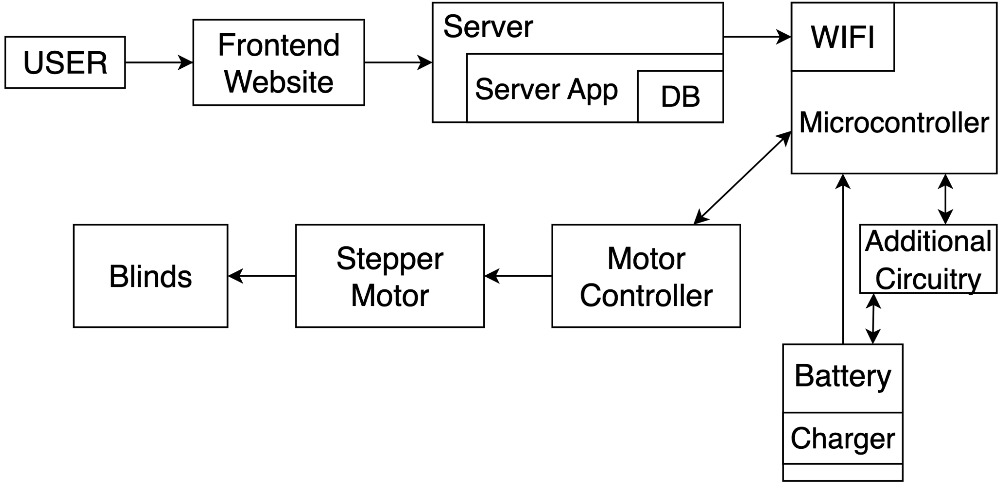 USER
Frontend
Website
Server
Server App
DB
WIFI
Microcontroller
Blinds
Stepper
Motor
Motor
Controller
Additional
Circuitry
Battery
Charger